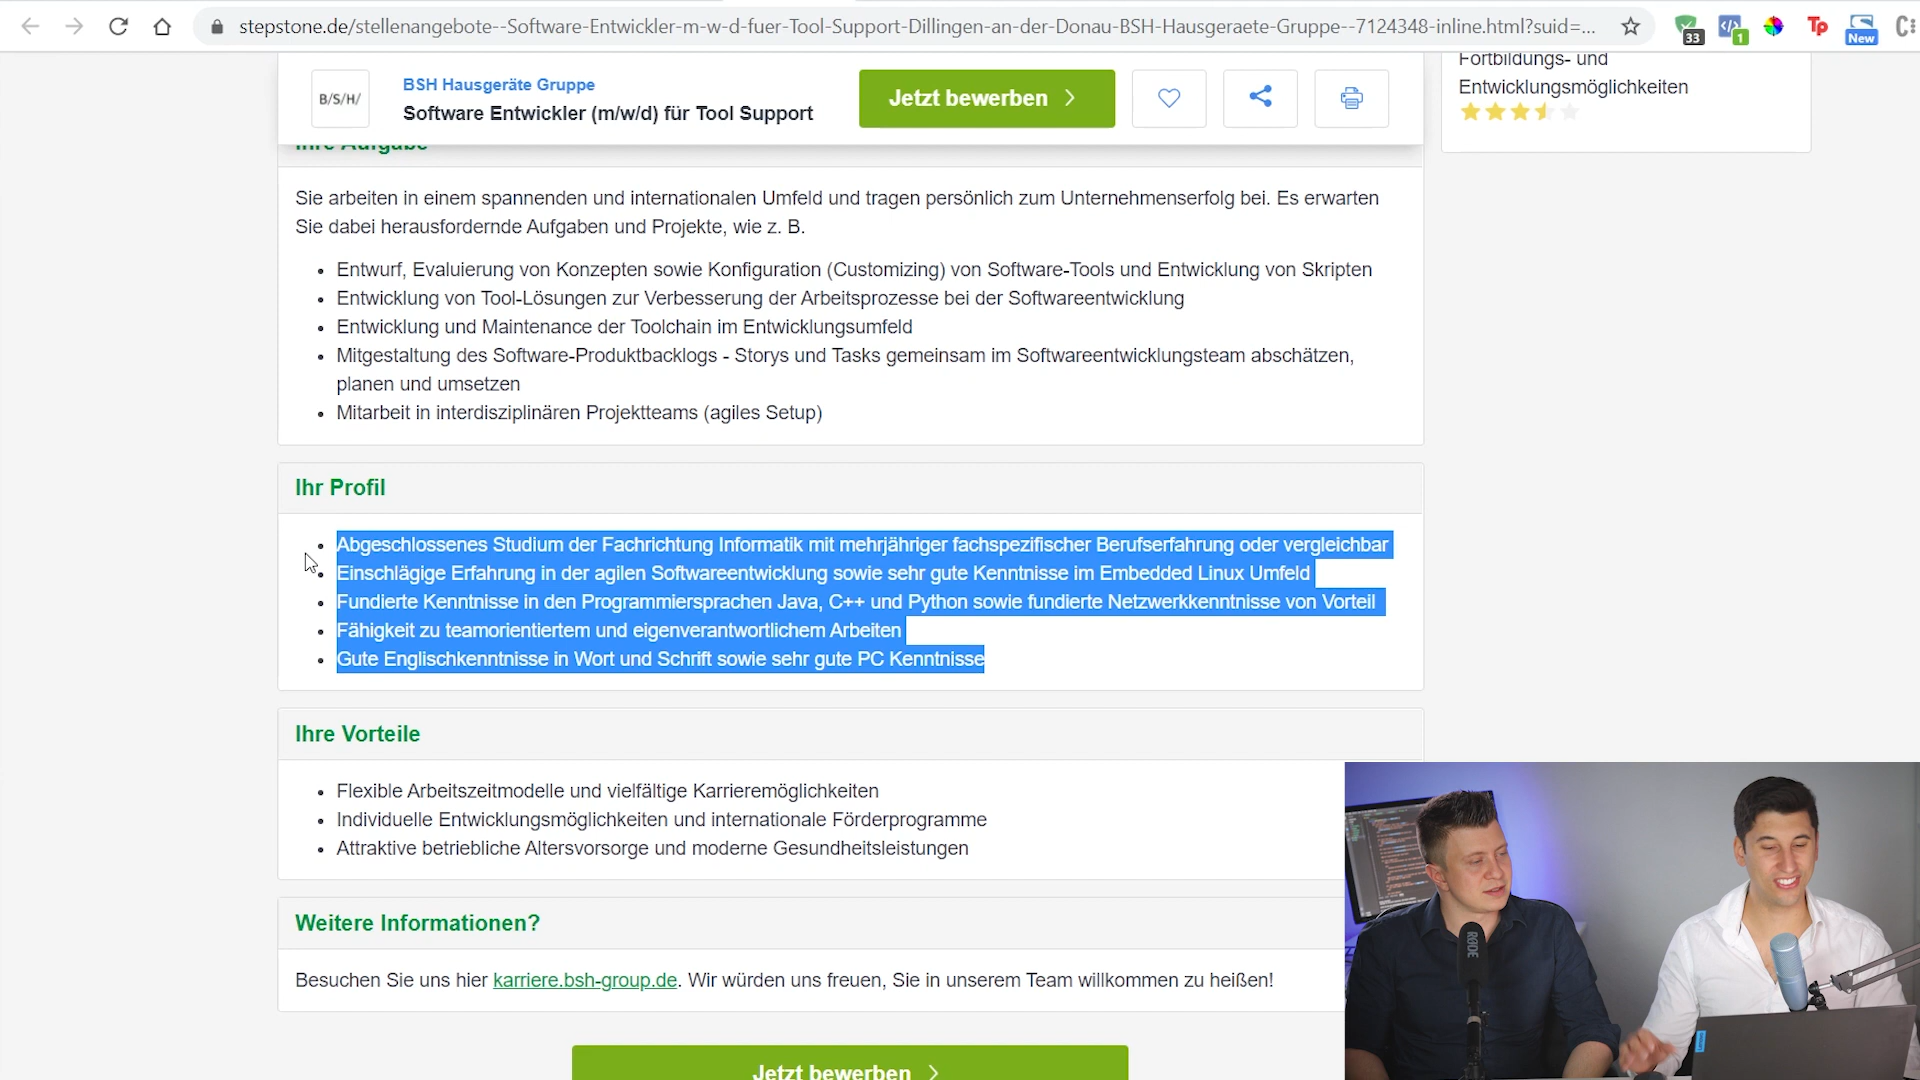 stepstone.de/stellenangebote--Software-Entwickler-m-w-d-fuer-Tool-Support-Dillingen-an-der-Donau-BSH-Hausgeraete-Gruppe--7124348-inline.html?suid=...
33
1
Tp
New
B/S/H/
BSH Hausgeräte Gruppe
Software Entwickler (m/w/d) für Tool Support
Jetzt bewerben
Fortbildungs- und
Entwicklungsmöglichkeiten
Ihre Aufgabe
Sie arbeiten in einem spannenden und internationalen Umfeld und tragen persönlich zum Unternehmenserfolg bei. Es erwarten
Sie dabei herausfordernde Aufgaben und Projekte, wie z. B.
• Entwurf, Evaluierung von Konzepten sowie Konfiguration (Customizing) von Software-Tools und Entwicklung von Skripten
• Entwicklung von Tool-Lösungen zur Verbesserung der Arbeitsprozesse bei der Softwareentwicklung
• Entwicklung und Maintenance der Toolchain im Entwicklungsumfeld
• Mitgestaltung des Software-Produktbacklogs - Storys und Tasks gemeinsam im Softwareentwicklungsteam abschätzen,
planen und umsetzen
• Mitarbeit in interdisziplinären Projektteams (agiles Setup)
Ihr Profil
• Abgeschlossenes Studium der Fachrichtung Informatik mit mehrjähriger fachspezifischer Berufserfahrung oder vergleichbar
• Einschlägige Erfahrung in der agilen Softwareentwicklung sowie sehr gute Kenntnisse im Embedded Linux Umfeld
• Fundierte Kenntnisse in den Programmiersprachen Java, C++ und Python sowie fundierte Netzwerkkenntnisse von Vorteil
• Fähigkeit zu teamorientiertem und eigenverantwortlichem Arbeiten
• Gute Englischkenntnisse in Wort und Schrift sowie sehr gute PC Kenntnisse
Ihre Vorteile
• Flexible Arbeitszeitmodelle und vielfältige Karrieremöglichkeiten
• Individuelle Entwicklungsmöglichkeiten und internationale Förderprogramme
• Attraktive betriebliche Altersvorsorge und moderne Gesundheitsleistungen
Weitere Informationen?
Besuchen Sie uns hier karriere.bsh-group.de. Wir würden uns freuen, Sie in unserem Team willkommen zu heißen!
Jetzt bewerben
RØDE